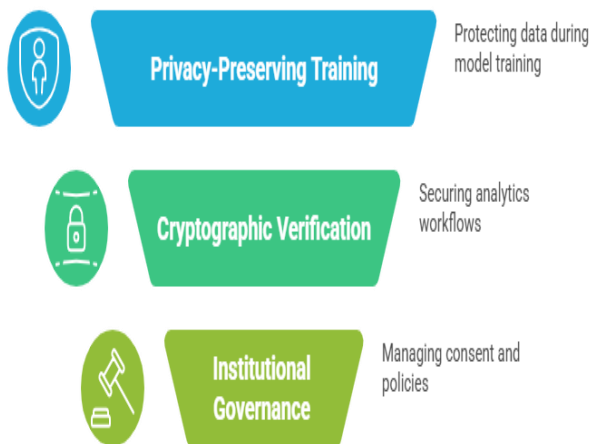 Privacy-Preserving Training
Protecting data during
model training
Cryptographic Verification
Securing analytics
workflows
Institutional
Governance
Managing consent and
policies